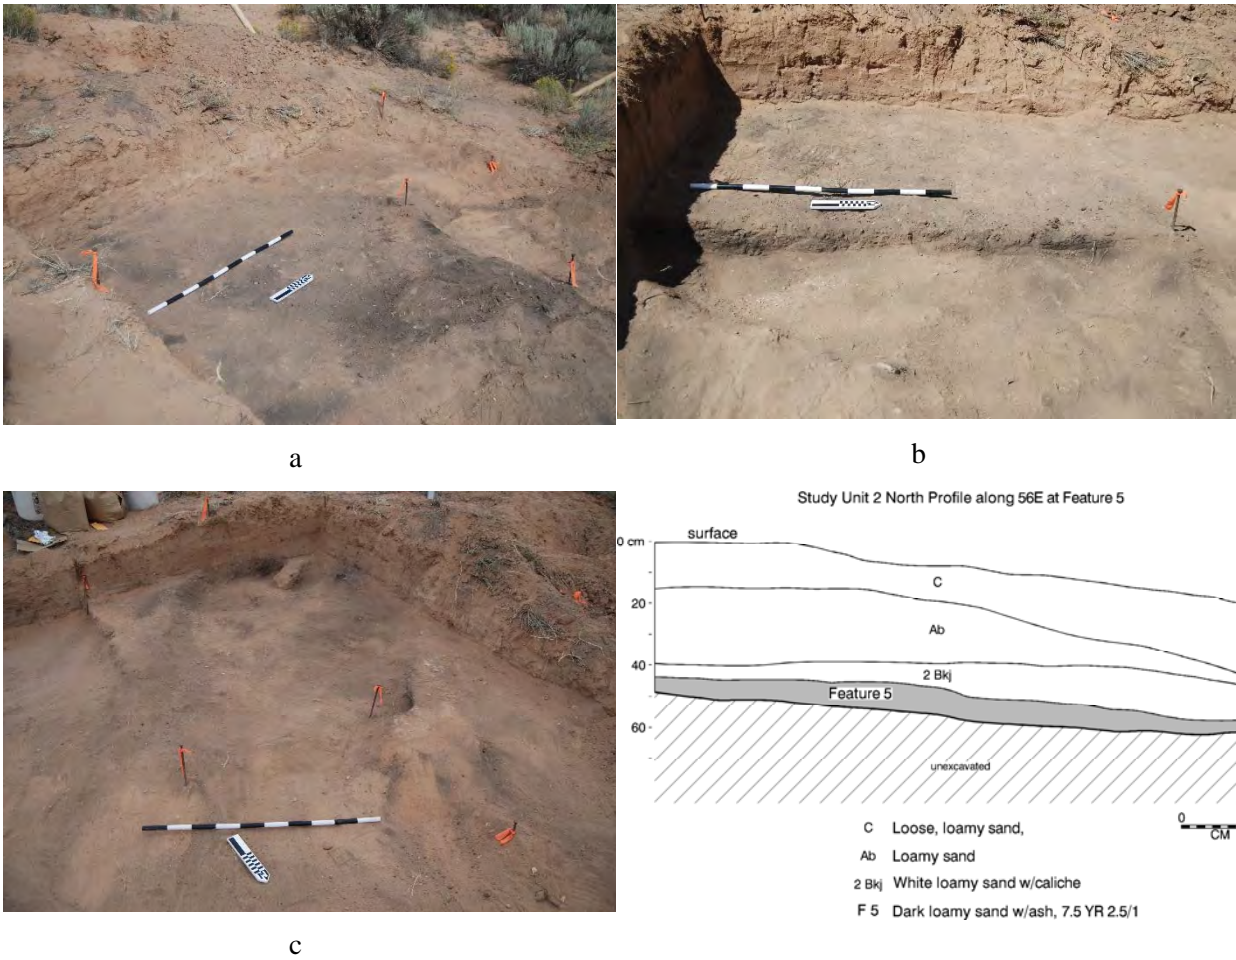 a
b
c
Study Unit 2 North Profile along 56E at Feature 5
0 cm
surface
C
20
Ab
40
2 Bkj
Feature 5
60
unexcavated
0
CM
C Loose, loamy sand,
Ab Loamy sand
2 Bkj White loamy sand w/caliche
F 5 Dark loamy sand w/ash, 7.5 YR 2.5/1